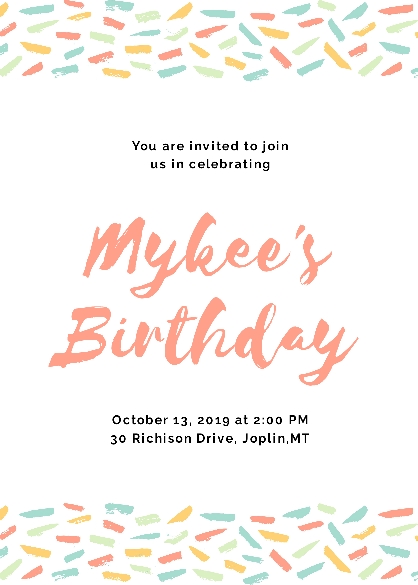 You are invited to join
us in celebrating
Mykee's
Birthday
October 13, 2019 at 2:00 PM
30 Richison Drive, Joplin,MT